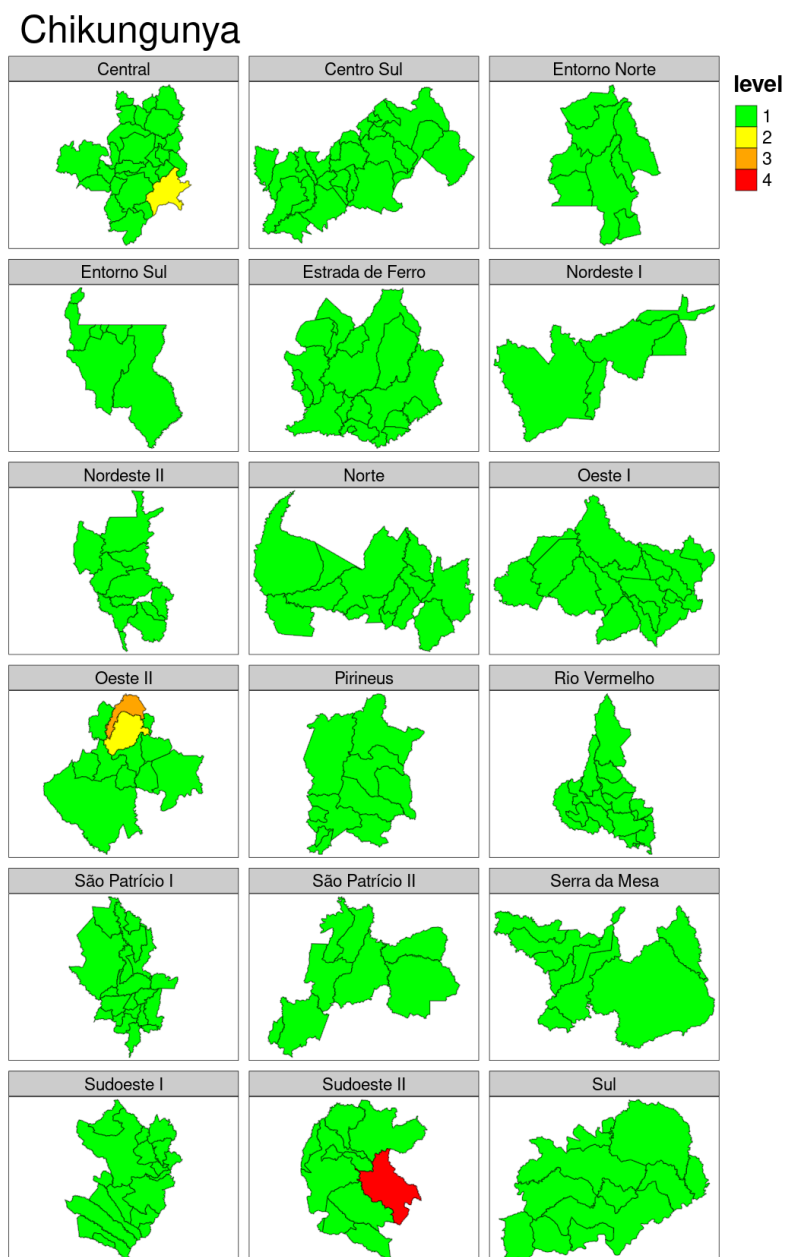 Chikungunya
Central
Centro Sul
Entorno Norte
level
1
2
3
4
Entorno Sul
Estrada de Ferro
Nordeste I
Nordeste II
Norte
Oeste I
Oeste II
Pirineus
Rio Vermelho
São Patrício I
São Patrício II
Serra da Mesa
Sudoeste I
Sudoeste II
Sul